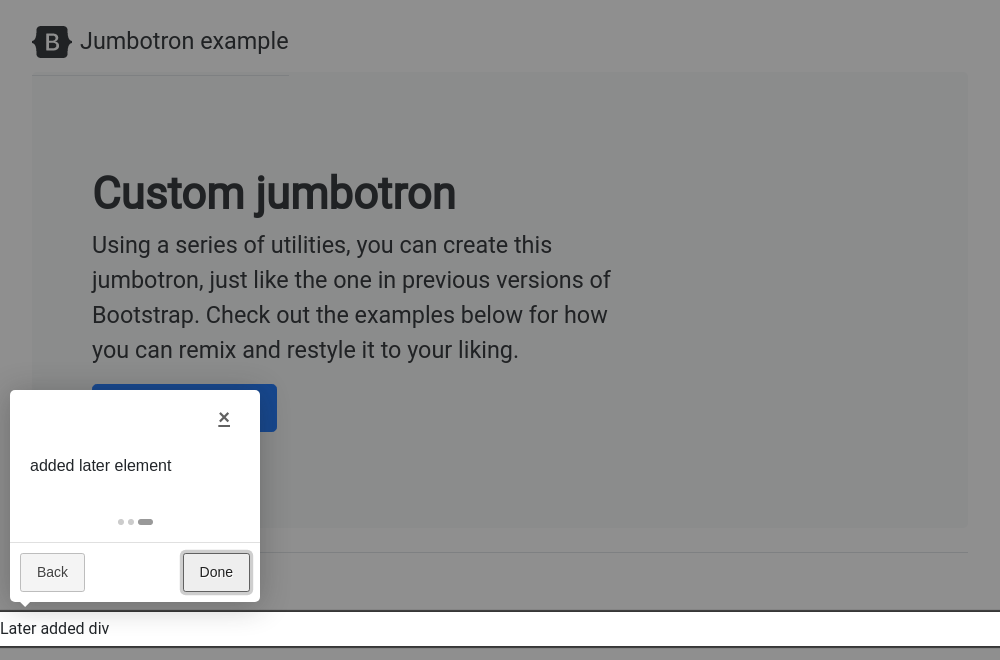 B Jumbotron example
Custom jumbotron
Using a series of utilities, you can create this
jumbotron, just like the one in previous versions of
Bootstrap. Check out the examples below for how
you can remix and restyle it to your liking.
×
added later element
Back Done
Later added div